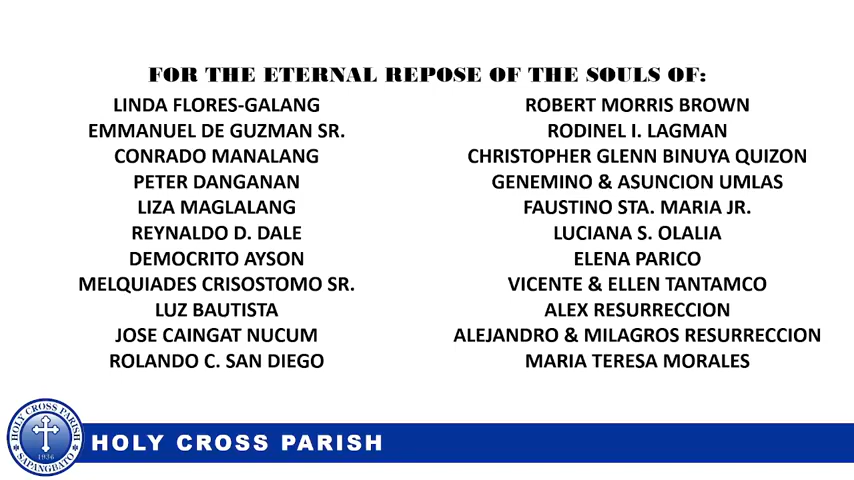 FOR THE ETERNAL REPOSE OF THE SOULS OF:
LINDA FLORES-GALANG
EMMANUEL DE GUZMAN SR.
CONRADO MANALANG
PETER DANGANAN
LIZA MAGLALANG
REYNALDO D. DALE
DEMOCRITO AYSON
MELQUIADES CRISOSTOMO SR.
LUZ BAUTISTA
JOSE CAINGAT NUCUM
ROLANDO C. SAN DIEGO
ROBERT MORRIS BROWN
RODINEL I. LAGMAN
CHRISTOPHER GLENN BINUYA QUIZON
GENEMINO & ASUNCION UMLAS
FAUSTINO STA. MARIA JR.
LUCIANA S. OLALIA
ELENA PARICO
VICENTE & ELLEN TANTAMCO
ALEX RESURRECCION
ALEJANDRO & MILAGROS RESURRECCION
MARIA TERESA MORALES
HOLY CROSS PARISH
1936
SAPANGBATO
HOLY CROSS PARISH